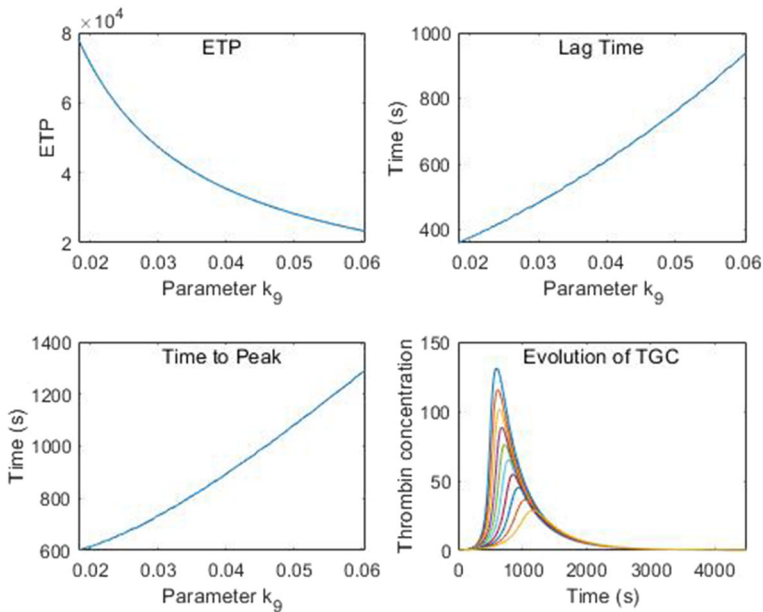 × 10⁴
ETP
8
6
4
2
ETP
0.02 0.03 0.04 0.05 0.06
Parameter k₉
Lag Time
1000
800
600
400
Time (s)
0.02 0.03 0.04 0.05 0.06
Parameter k₉
Time to Peak
1400
1200
1000
800
600
Time (s)
0.02 0.03 0.04 0.05 0.06
Parameter k₉
Evolution of TGC
150
100
50
0
Thrombin concentration
0 1000 2000 3000 4000
Time (s)